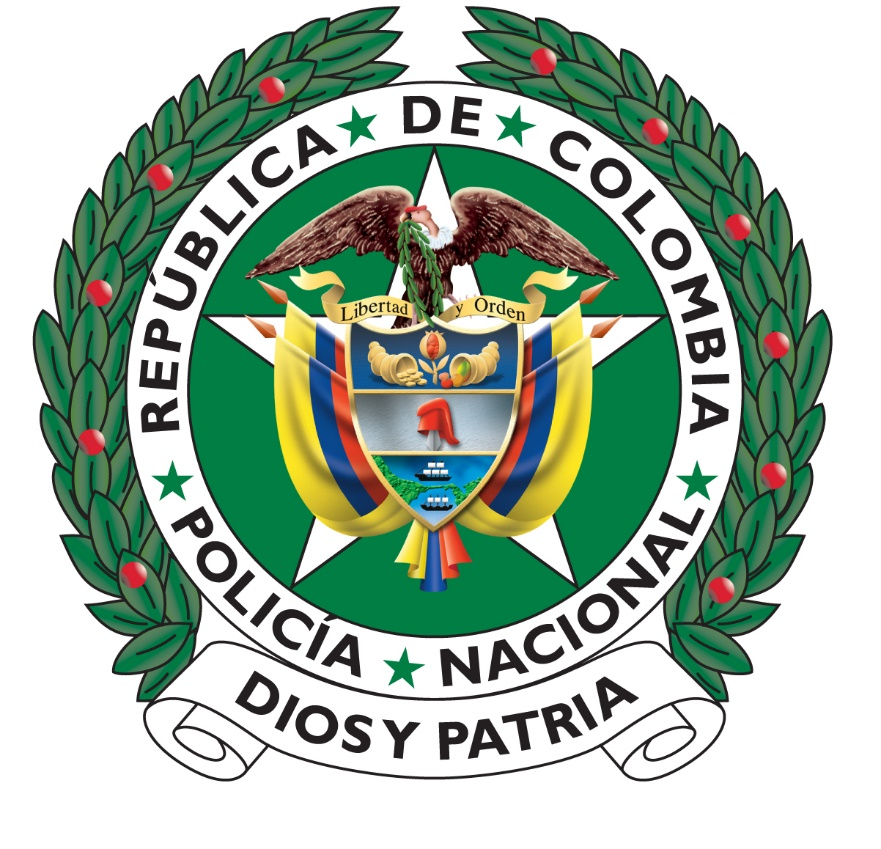 REPÚBLICA DE COLOMBIA
Libertad y Orden
POLICÍA NACIONAL
DIOS Y PATRIA